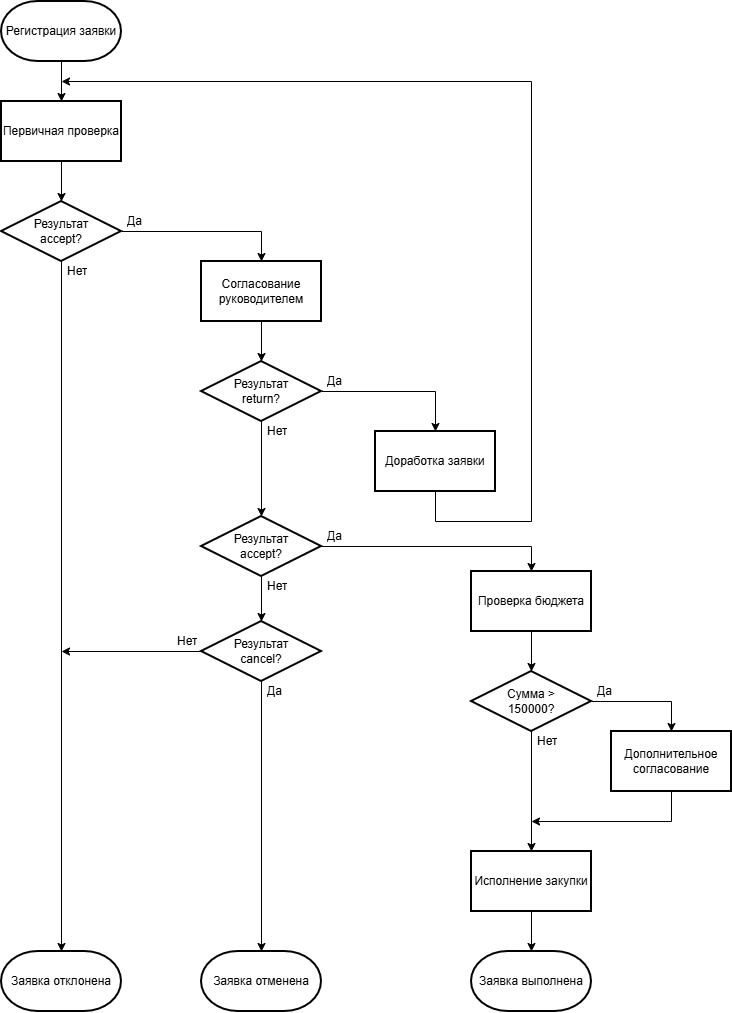 Регистрация заявки
Первичная проверка
Результат
accept?
Да
Нет
Согласование
руководителем
Результат
return?
Да
Нет
Доработка заявки
Результат
accept?
Да
Нет
Проверка бюджета
Результат
cancel?
Нет
Да
Сумма >
150000?
Да
Нет
Дополнительное
согласование
Исполнение закупки
Заявка отклонена
Заявка отменена
Заявка выполнена